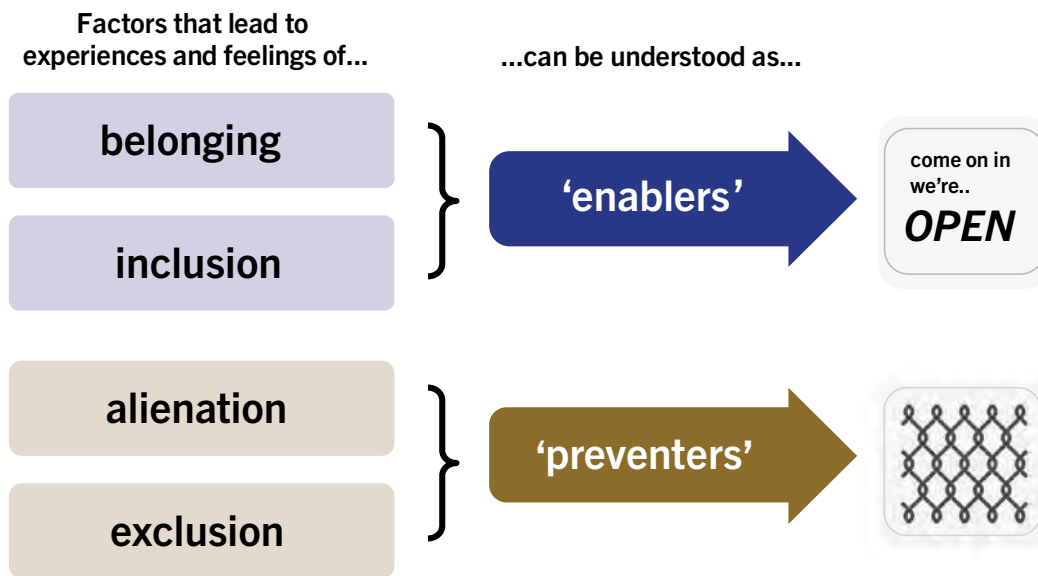 Factors that lead to
experiences and feelings of...
...can be understood as...
belonging
inclusion
‘enablers’
come on in
we're..
OPEN
alienation
exclusion
‘preventers’